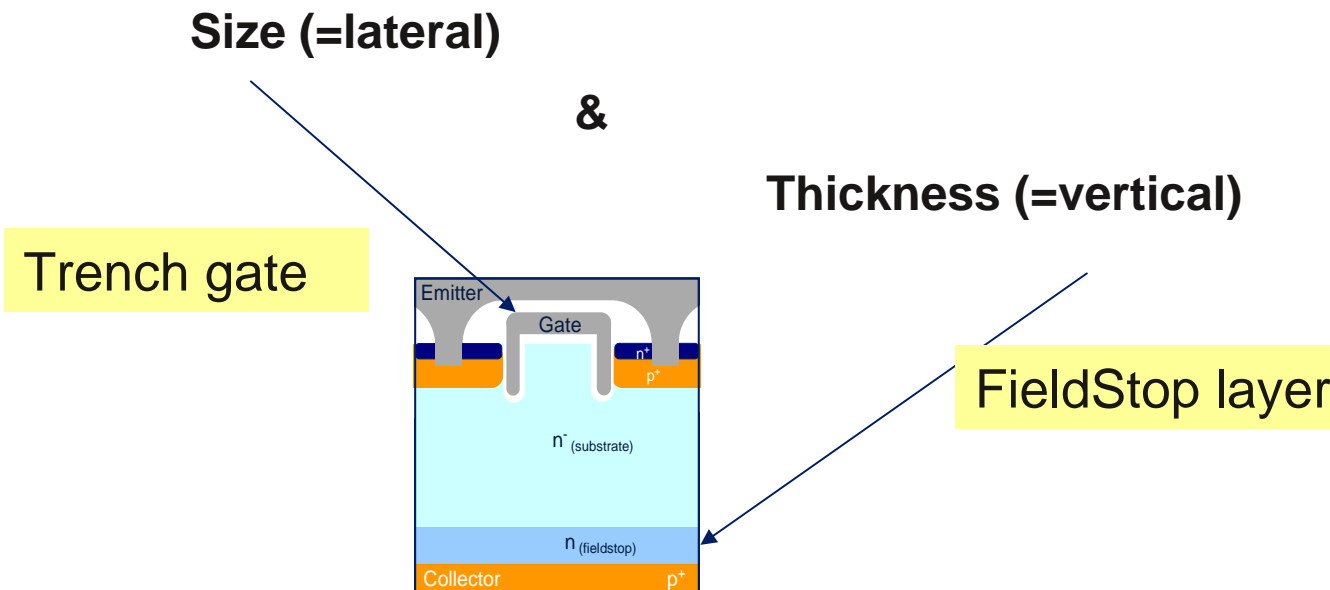 Size (=lateral)
&
Thickness (=vertical)
Trench gate
Emitter
Gate
n+
p+
FieldStop layer
n- (substrate)
n (fieldstop)
Collector p+